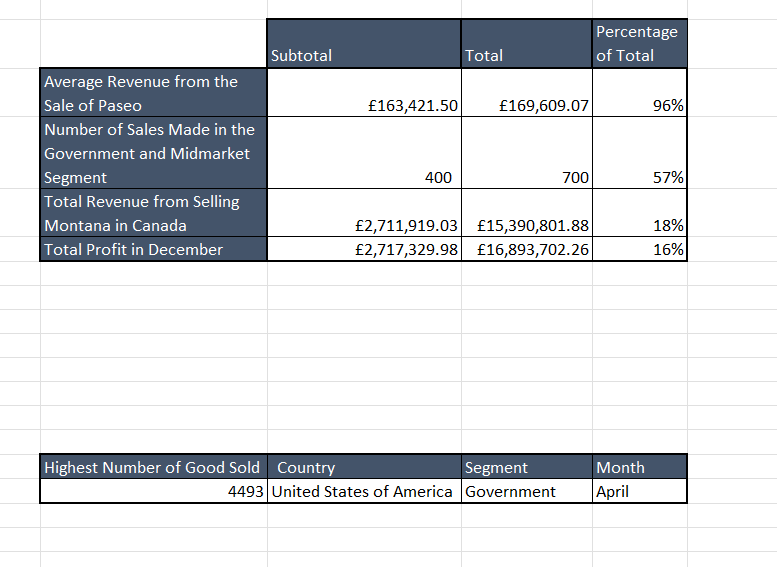 Subtotal Total Percentage of Total
Average Revenue from the
Sale of Paseo £163,421.50 £169,609.07 96%
Number of Sales Made in the
Government and Midmarket
Segment 400 700 57%
Total Revenue from Selling
Montana in Canada £2,711,919.03 £15,390,801.88 18%
Total Profit in December £2,717,329.98 £16,893,702.26 16%
Highest Number of Good Sold Country Segment Month
4493 United States of America Government April